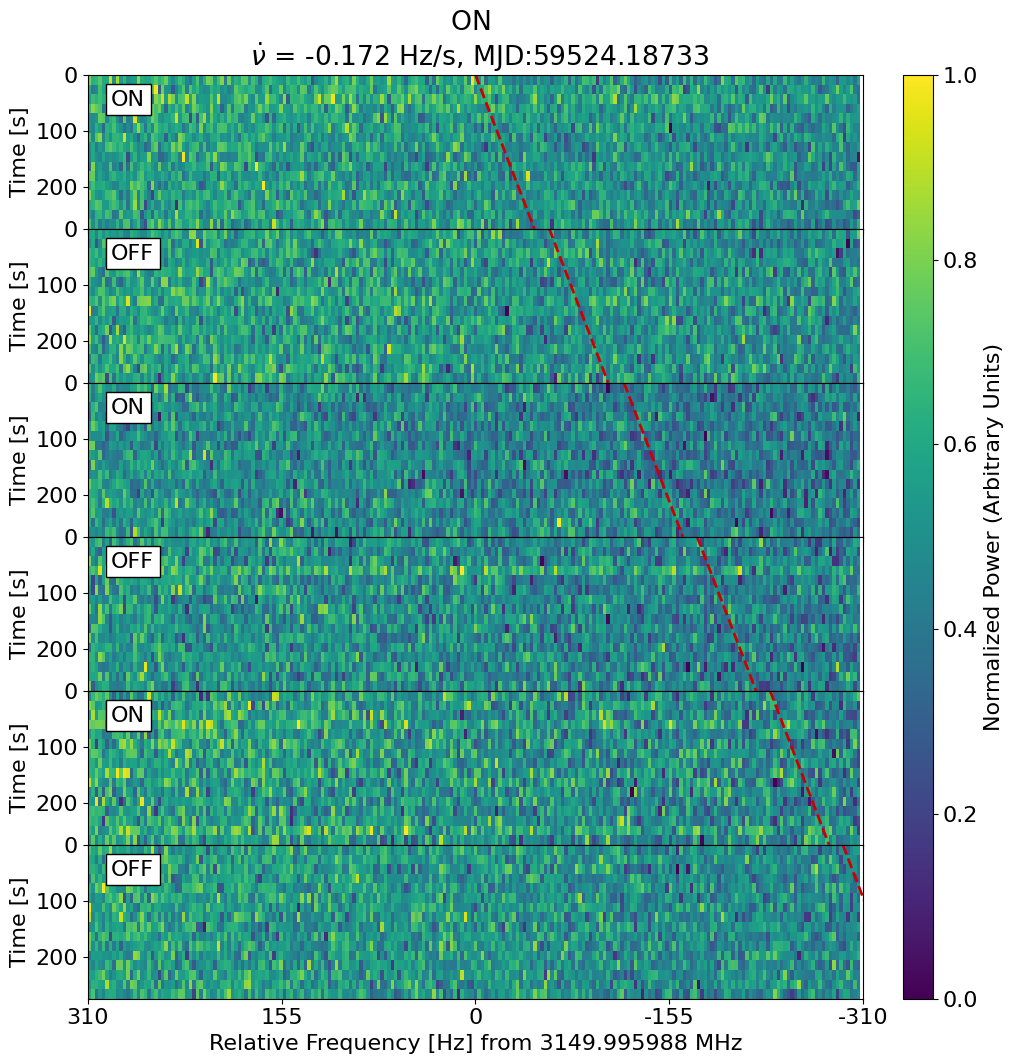 ON
ν̇ = -0.172 Hz/s, MJD:59524.18733
0
ON
100
Time [s]
200
0
OFF
100
Time [s]
200
0
ON
100
Time [s]
200
0
OFF
100
Time [s]
200
0
ON
100
Time [s]
200
0
OFF
100
Time [s]
200
310 155 0 -155 -310
Relative Frequency [Hz] from 3149.995988 MHz
1.0
0.8
0.6
0.4
0.2
0.0
Normalized Power (Arbitrary Units)